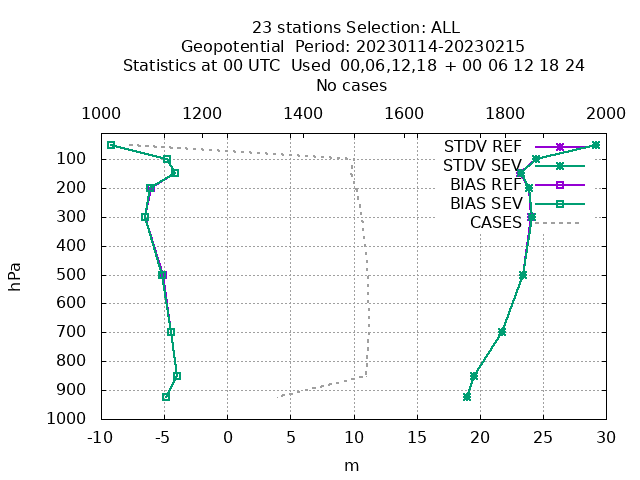 23 stations Selection: ALL
Geopotential  Period: 20230114-20230215
Statistics at 00 UTC  Used  00,06,12,18  + 00 06 12 18 24
No cases
1000 1200 1400 1600 1800 2000
STDV REF
STDV SEV
BIAS REF
BIAS SEV
CASES
100
200
300
400
500
600
700
800
900
1000
hPa
-10 -5 0 5 10 15 20 25 30
m